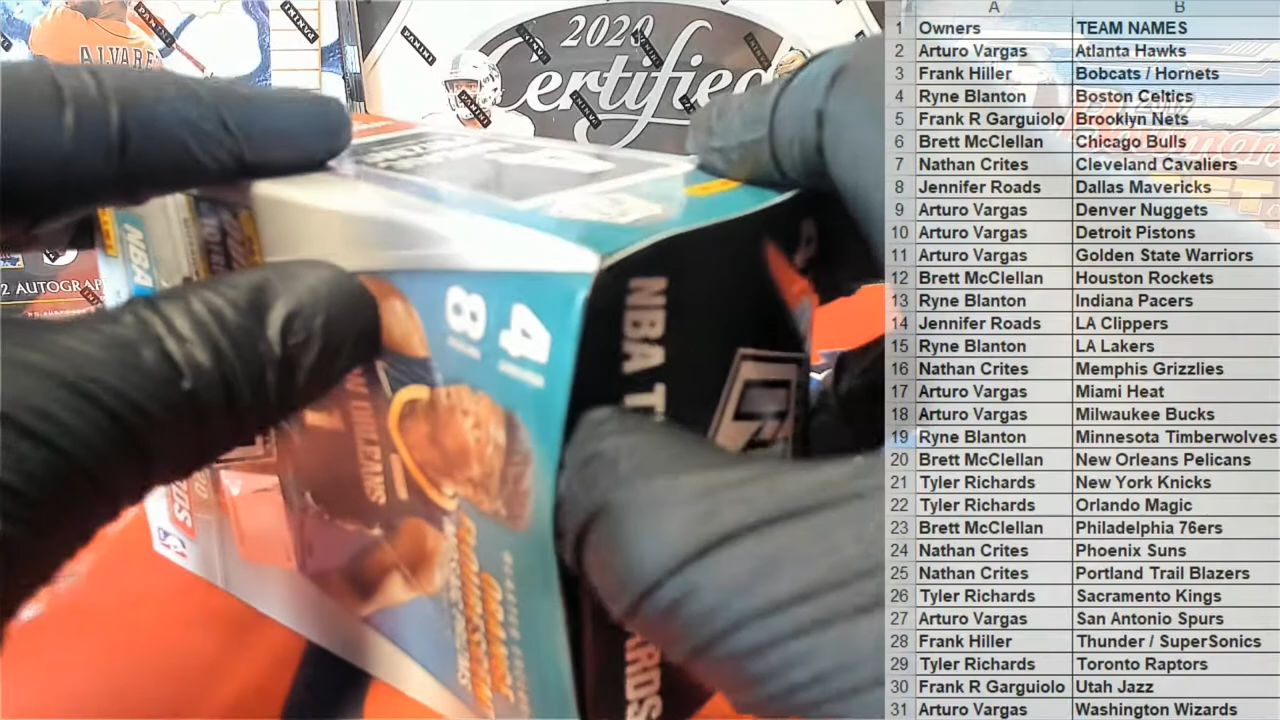 ALVARE
PANINI
PANINI
PANINI
2020
Certified
2 AUTOGRAP
NBA
8
4
NBA T
NEW ORLEANS
ARDS
A B
1 Owners TEAM NAMES
2 Arturo Vargas Atlanta Hawks
3 Frank Hiller Bobcats / Hornets
4 Ryne Blanton Boston Celtics
5 Frank R Garguiolo Brooklyn Nets
6 Brett McClellan Chicago Bulls
7 Nathan Crites Cleveland Cavaliers
8 Jennifer Roads Dallas Mavericks
9 Arturo Vargas Denver Nuggets
10 Arturo Vargas Detroit Pistons
11 Arturo Vargas Golden State Warriors
12 Brett McClellan Houston Rockets
13 Ryne Blanton Indiana Pacers
14 Jennifer Roads LA Clippers
15 Ryne Blanton LA Lakers
16 Nathan Crites Memphis Grizzlies
17 Arturo Vargas Miami Heat
18 Arturo Vargas Milwaukee Bucks
19 Ryne Blanton Minnesota Timberwolves
20 Brett McClellan New Orleans Pelicans
21 Tyler Richards New York Knicks
22 Tyler Richards Orlando Magic
23 Brett McClellan Philadelphia 76ers
24 Nathan Crites Phoenix Suns
25 Nathan Crites Portland Trail Blazers
26 Tyler Richards Sacramento Kings
27 Arturo Vargas San Antonio Spurs
28 Frank Hiller Thunder / SuperSonics
29 Tyler Richards Toronto Raptors
30 Frank R Garguiolo Utah Jazz
31 Arturo Vargas Washington Wizards